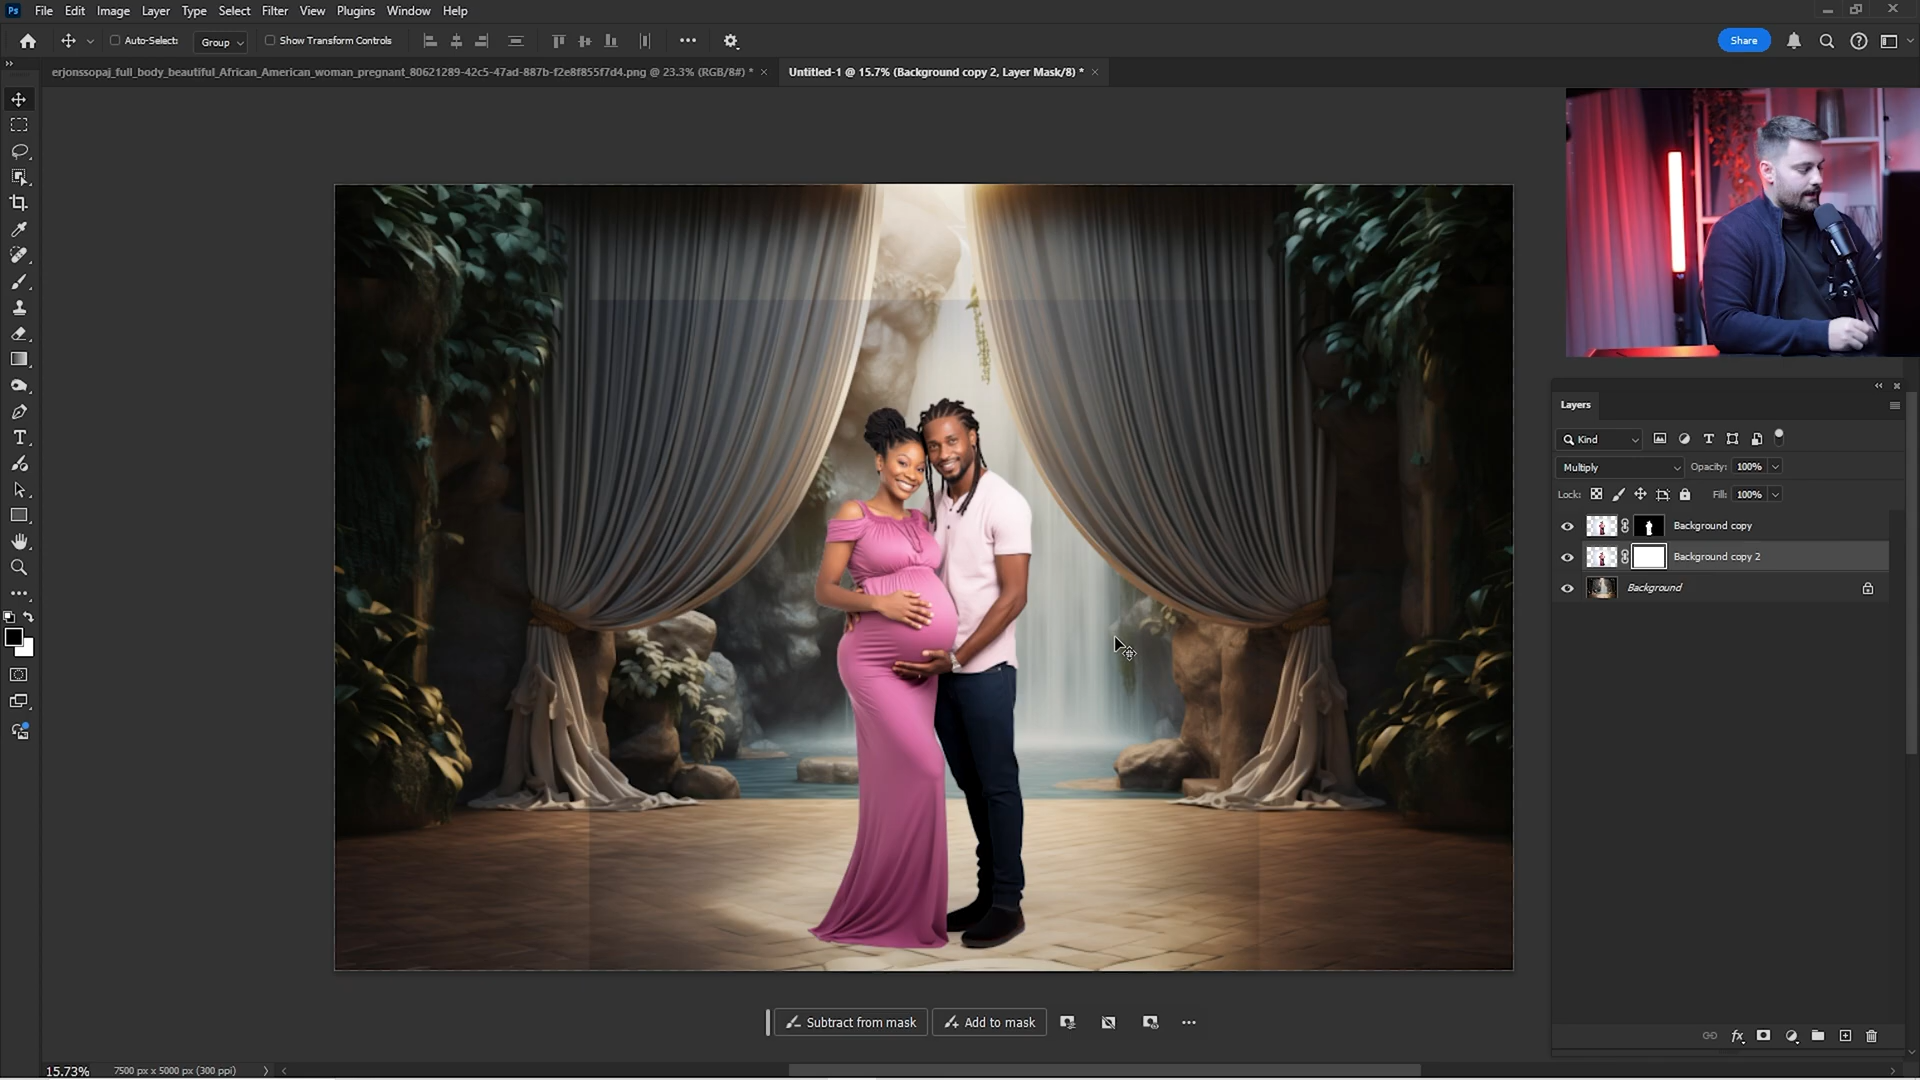 Ps File Edit Image Layer Type Select Filter View Plugins Window Help
Auto-Select: Group Show Transform Controls Share
erjonssopaj_full_body_beautiful_African_American_woman_pregnant_80621289-42c5-47ad-887b-f2e8f855f7d4.png @ 23.3% (RGB/8#) * × Untitled-1 @ 15.7% (Background copy 2, Layer Mask/8) * ×
Layers
Kind
Multiply Opacity: 100%
Lock: Fill: 100%
Background copy
Background copy 2
Background
Subtract from mask Add to mask
15.73% 7500 px x 5000 px (300 ppi)